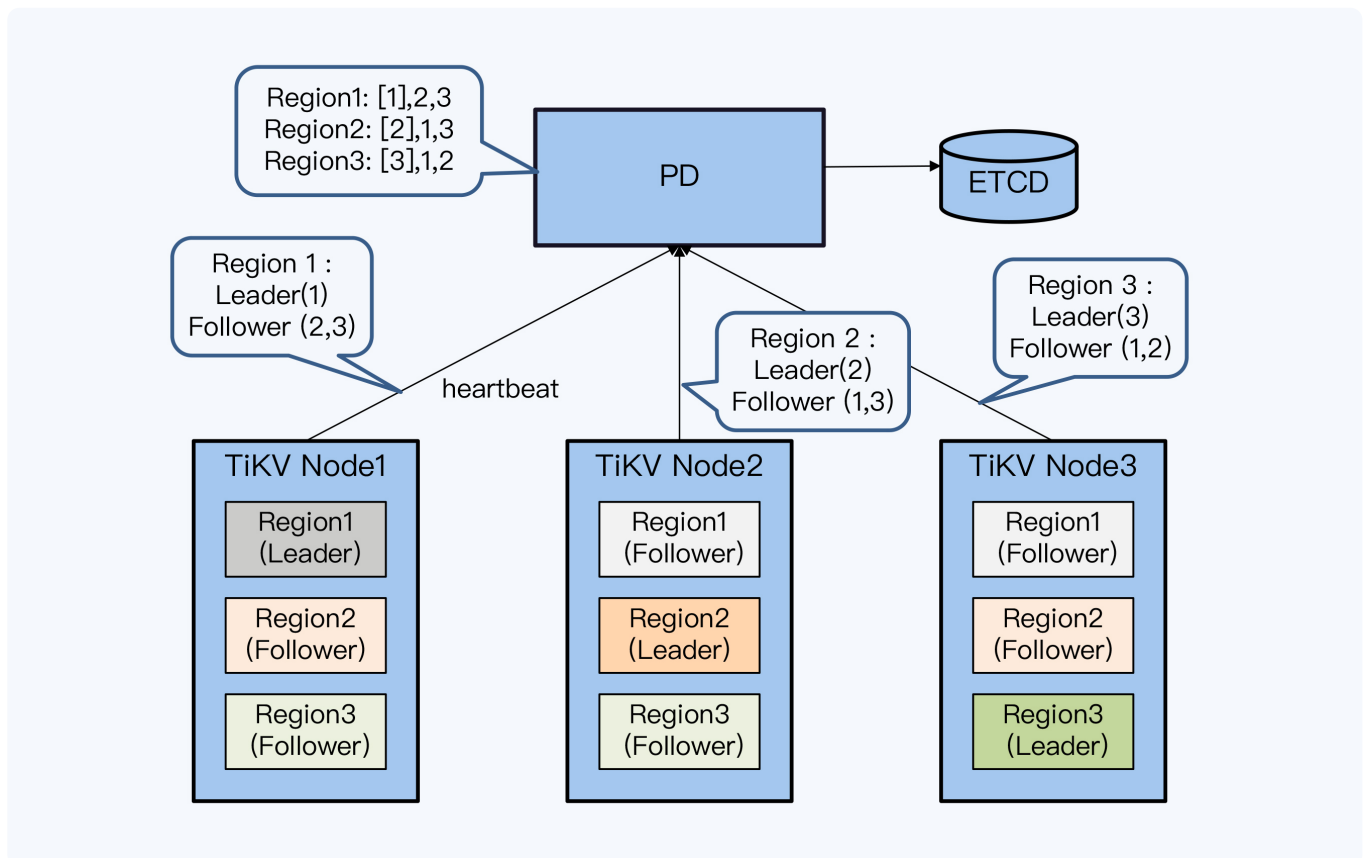 Region1: [1],2,3
Region2: [2],1,3
Region3: [3],1,2
PD
ETCD
Region 1 :
Leader(1)
Follower (2,3)
heartbeat
Region 2 :
Leader(2)
Follower (1,3)
Region 3 :
Leader(3)
Follower (1,2)
TiKV Node1
Region1
(Leader)
Region2
(Follower)
Region3
(Follower)
TiKV Node2
Region1
(Follower)
Region2
(Leader)
Region3
(Follower)
TiKV Node3
Region1
(Follower)
Region2
(Follower)
Region3
(Leader)